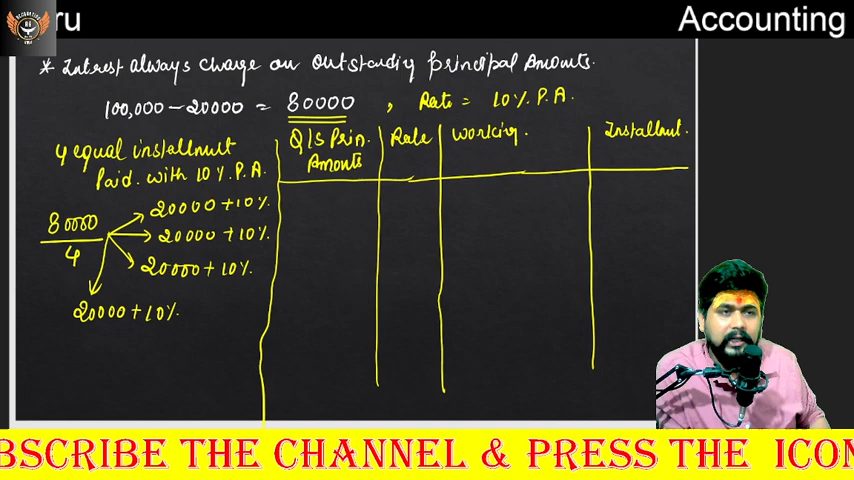 ru
Accounting
* Interest always charge on outstanding principal Amounts.
100,000 - 20000 = 80000 , Rate = 10% P.A.
4 equal installment
Paid with 10% P.A.
80000
4
20000 + 10%
20000 + 10%
20000 + 10%
20000 + 10%.
O/S Prin. Amounts
Rate
Working.
Installment.
BSCRIBE THE CHANNEL & PRESS THE ICON